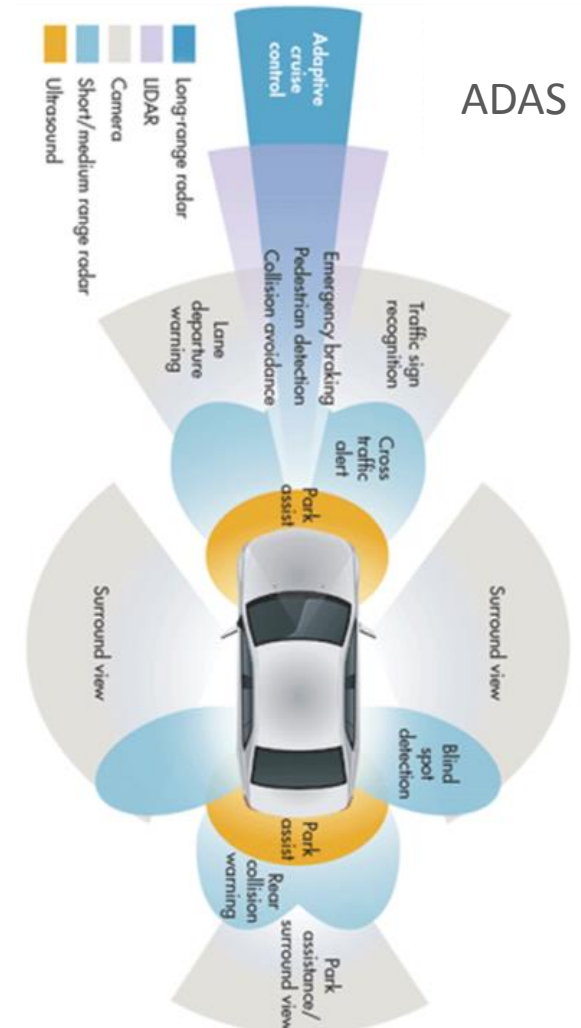 ADAS
Long-range radar
LIDAR
Camera
Short/medium range radar
Ultrasound
Adaptive
cruise
control
Emergency braking
Pedestrian detection
Collision avoidance
Traffic sign
recognition
Lane
departure
warning
Cross
traffic
alert
Park
assist
Surround view
Surround view
Blind
spot
detection
Park
assist
Rear
collision
warning
Park
assistance/
surround view